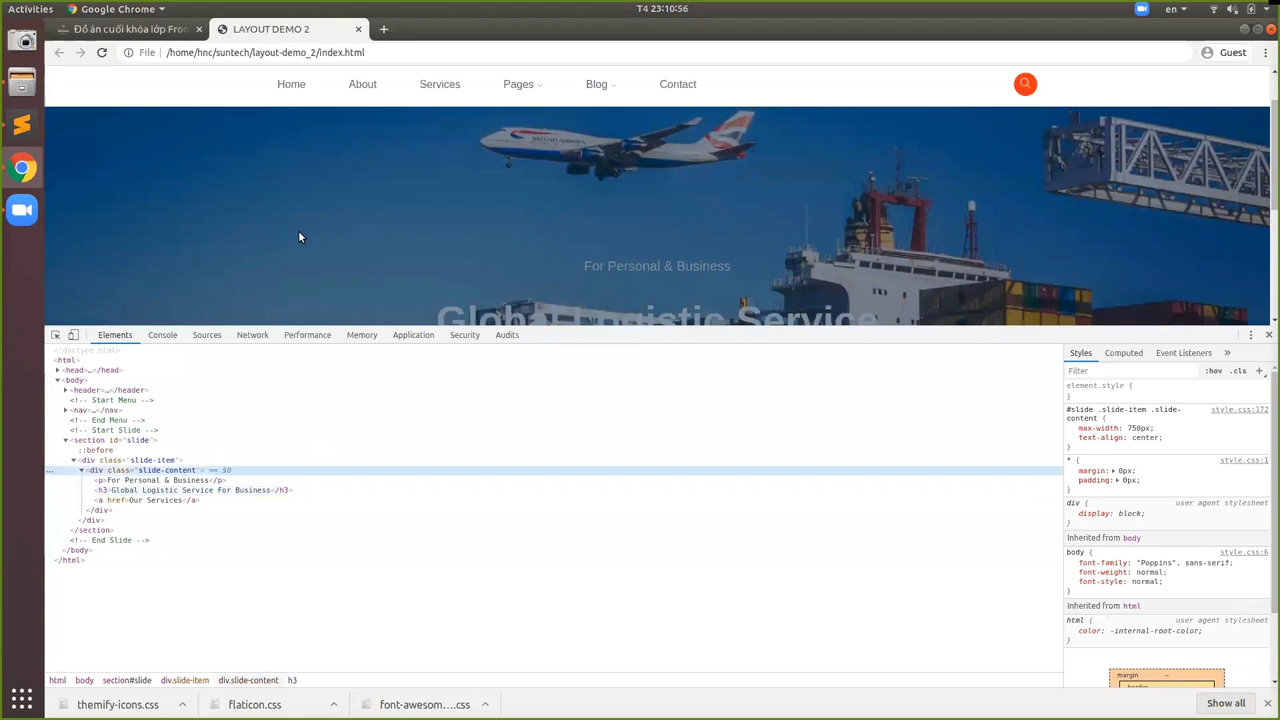 Activities
Google Chrome
T4 23:10:56
en
Đồ án cuối khóa lớp Fron
LAYOUT DEMO 2
File
/home/hnc/suntech/layout-demo_2/index.html
Guest
Home
About
Services
Pages
Blog
Contact
BRITISH AIRWAYS
For Personal & Business
Global Logistic Service
Elements
Console
Sources
Network
Performance
Memory
Application
Security
Audits
<!doctype html>
<html>
<head>…</head>
<body>
<header>…</header>
<!-- Start Menu -->
<nav>…</nav>
<!-- End Menu -->
<!-- Start Slide -->
<section id="slide">
::before
<div class="slide-item">
… <div class="slide-content"> == $0
<p>For Personal & Business</p>
<h3>Global Logistic Service For Business</h3>
<a href>Our Services</a>
</div>
</div>
</section>
<!-- End Slide -->
</body>
</html>
Styles
Computed
Event Listeners
»
Filter
:hov .cls +
element.style {
}
#slide .slide-item .slide-content { style.css:172
max-width: 750px;
text-align: center;
}
* { style.css:1
margin: 0px;
padding: 0px;
}
div { user agent stylesheet
display: block;
}
Inherited from body
body { style.css:6
font-family: "Poppins", sans-serif;
font-weight: normal;
font-style: normal;
}
Inherited from html
html { user agent stylesheet
color: -internal-root-color;
}
margin –
border
html
body
section#slide
div.slide-item
div.slide-content
h3
themify-icons.css
flaticon.css
font-awesom....css
Show all